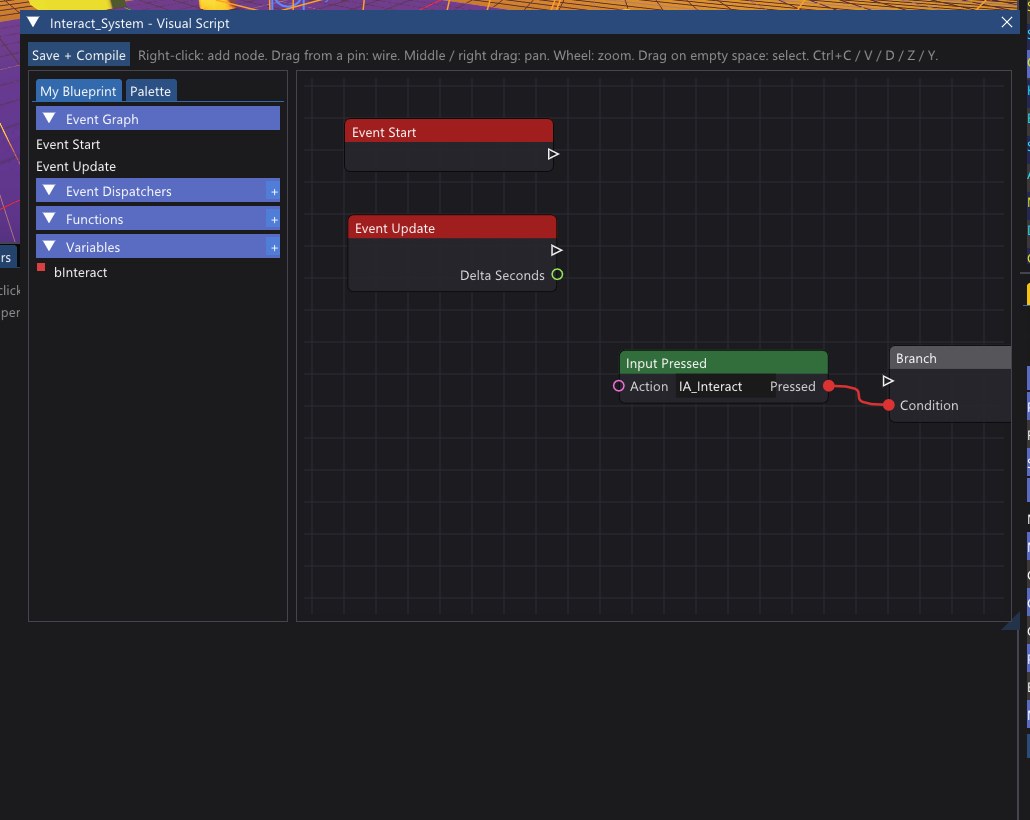 Interact_System - Visual Script
Save + Compile
Right-click: add node. Drag from a pin: wire. Middle / right drag: pan. Wheel: zoom. Drag on empty space: select. Ctrl+C / V / D / Z / Y.
My Blueprint
Palette
Event Graph
Event Start
Event Update
Event Dispatchers
+
Functions
+
Variables
+
bInteract
Event Start
Event Update
Delta Seconds
Input Pressed
Action
IA_Interact
Pressed
Branch
Condition
rs
click
per